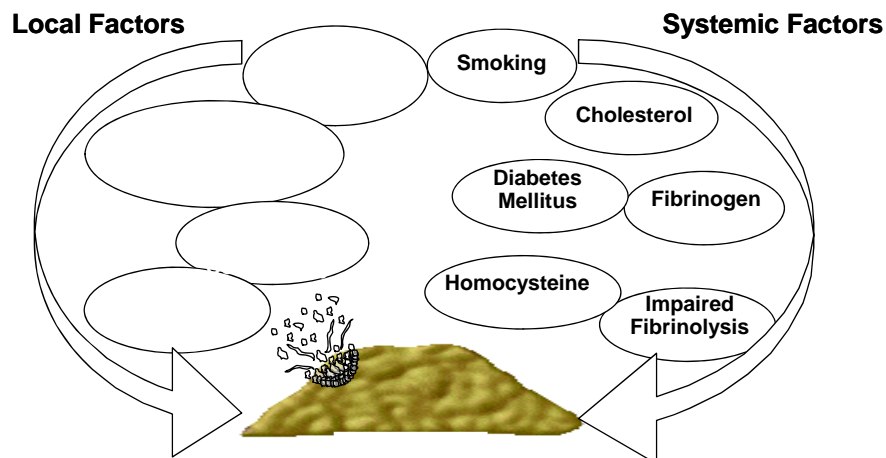 Local Factors
Systemic Factors
Smoking
Cholesterol
Diabetes
Mellitus
Fibrinogen
Homocysteine
Impaired
Fibrinolysis